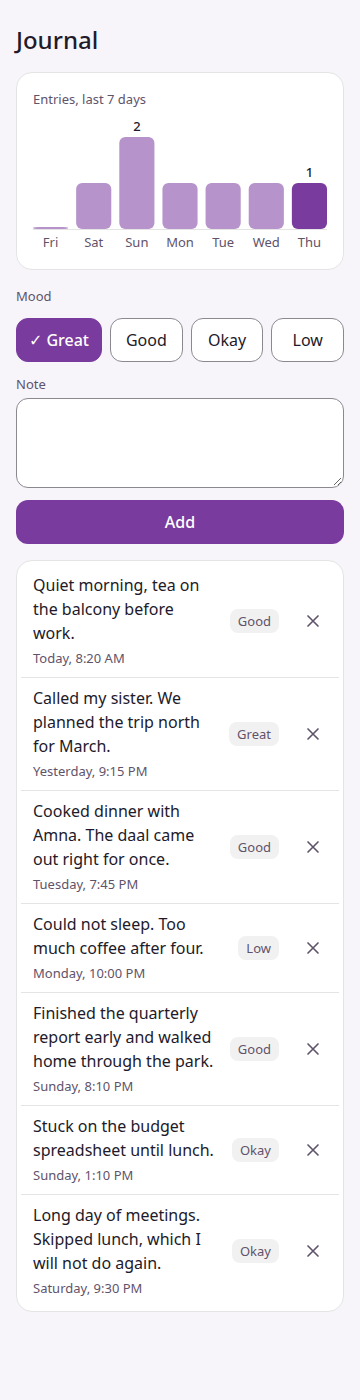 Journal
Entries, last 7 days
2
1
Fri Sat Sun Mon Tue Wed Thu
Mood
✓ Great Good Okay Low
Note
Add
Quiet morning, tea on
the balcony before
work.
Good
Today, 8:20 AM
Called my sister. We
planned the trip north
for March.
Great
Yesterday, 9:15 PM
Cooked dinner with
Amna. The daal came
out right for once.
Good
Tuesday, 7:45 PM
Could not sleep. Too
much coffee after four.
Low
Monday, 10:00 PM
Finished the quarterly
report early and walked
home through the park.
Good
Sunday, 8:10 PM
Stuck on the budget
spreadsheet until lunch.
Okay
Sunday, 1:10 PM
Long day of meetings.
Skipped lunch, which I
will not do again.
Okay
Saturday, 9:30 PM